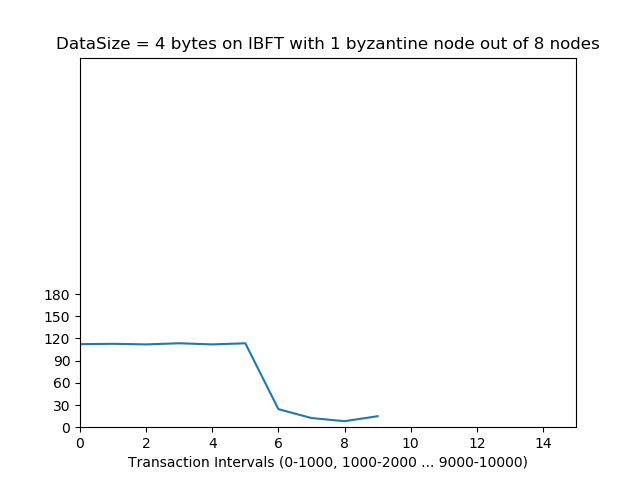 DataSize = 4 bytes on IBFT with 1 byzantine node out of 8 nodes
180
150
120
90
60
30
0
0 2 4 6 8 10 12 14
Transaction Intervals (0-1000, 1000-2000 ... 9000-10000)